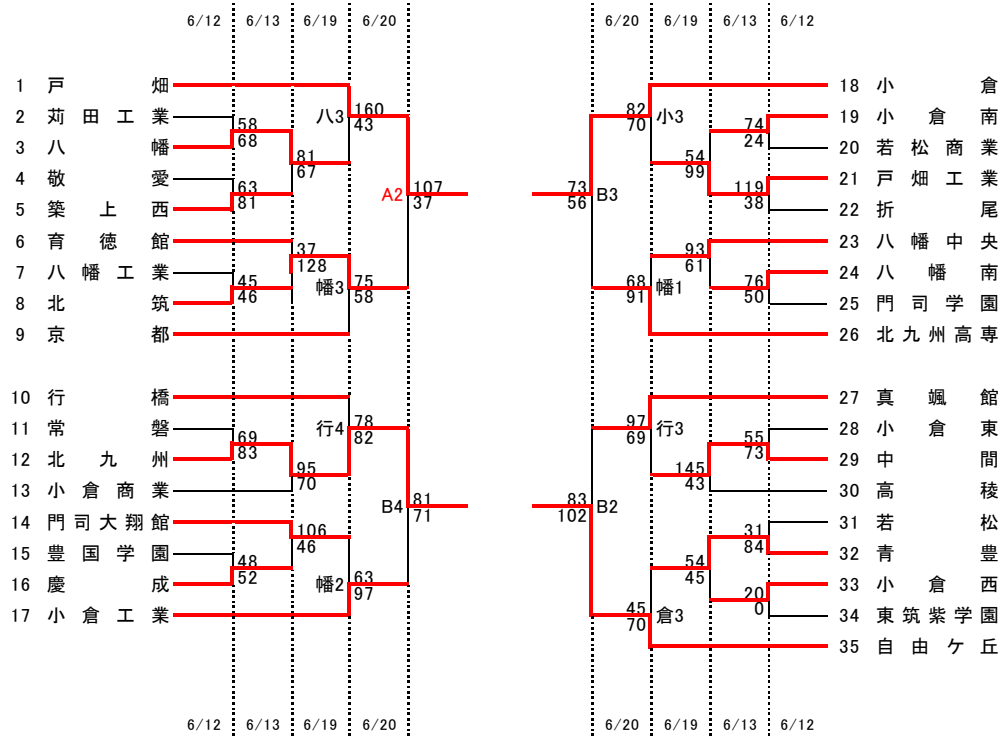 6/12 6/13 6/19 6/20 6/20 6/19 6/13 6/12
1 戸畑
2 苅田工業
58
68
3 八幡
八3
160
43
81
67
4 敬愛
63
81
5 築上西
A2
107
37
6 育徳館
37
128
7 八幡工業
45
46
8 北筑
幡3
75
58
9 京都
10 行橋
11 常磐
69
83
12 北九州
行4
78
82
95
70
13 小倉商業
B4
81
71
14 門司大翔館
106
46
15 豊国学園
48
52
16 慶成
幡2
63
97
17 小倉工業
18 小倉
82
70
小3
19 小倉南
74
24
20 若松商業
54
99
21 戸畑工業
119
38
22 折尾
73
56
B3
23 八幡中央
93
61
24 八幡南
76
50
25 門司学園
68
91
幡1
26 北九州高専
27 真颯館
97
69
行3
28 小倉東
55
73
29 中間
145
43
30 高稜
83
102
B2
31 若松
31
84
32 青豊
54
45
33 小倉西
20
0
34 東筑紫学園
45
70
倉3
35 自由ケ丘
6/12 6/13 6/19 6/20 6/20 6/19 6/13 6/12